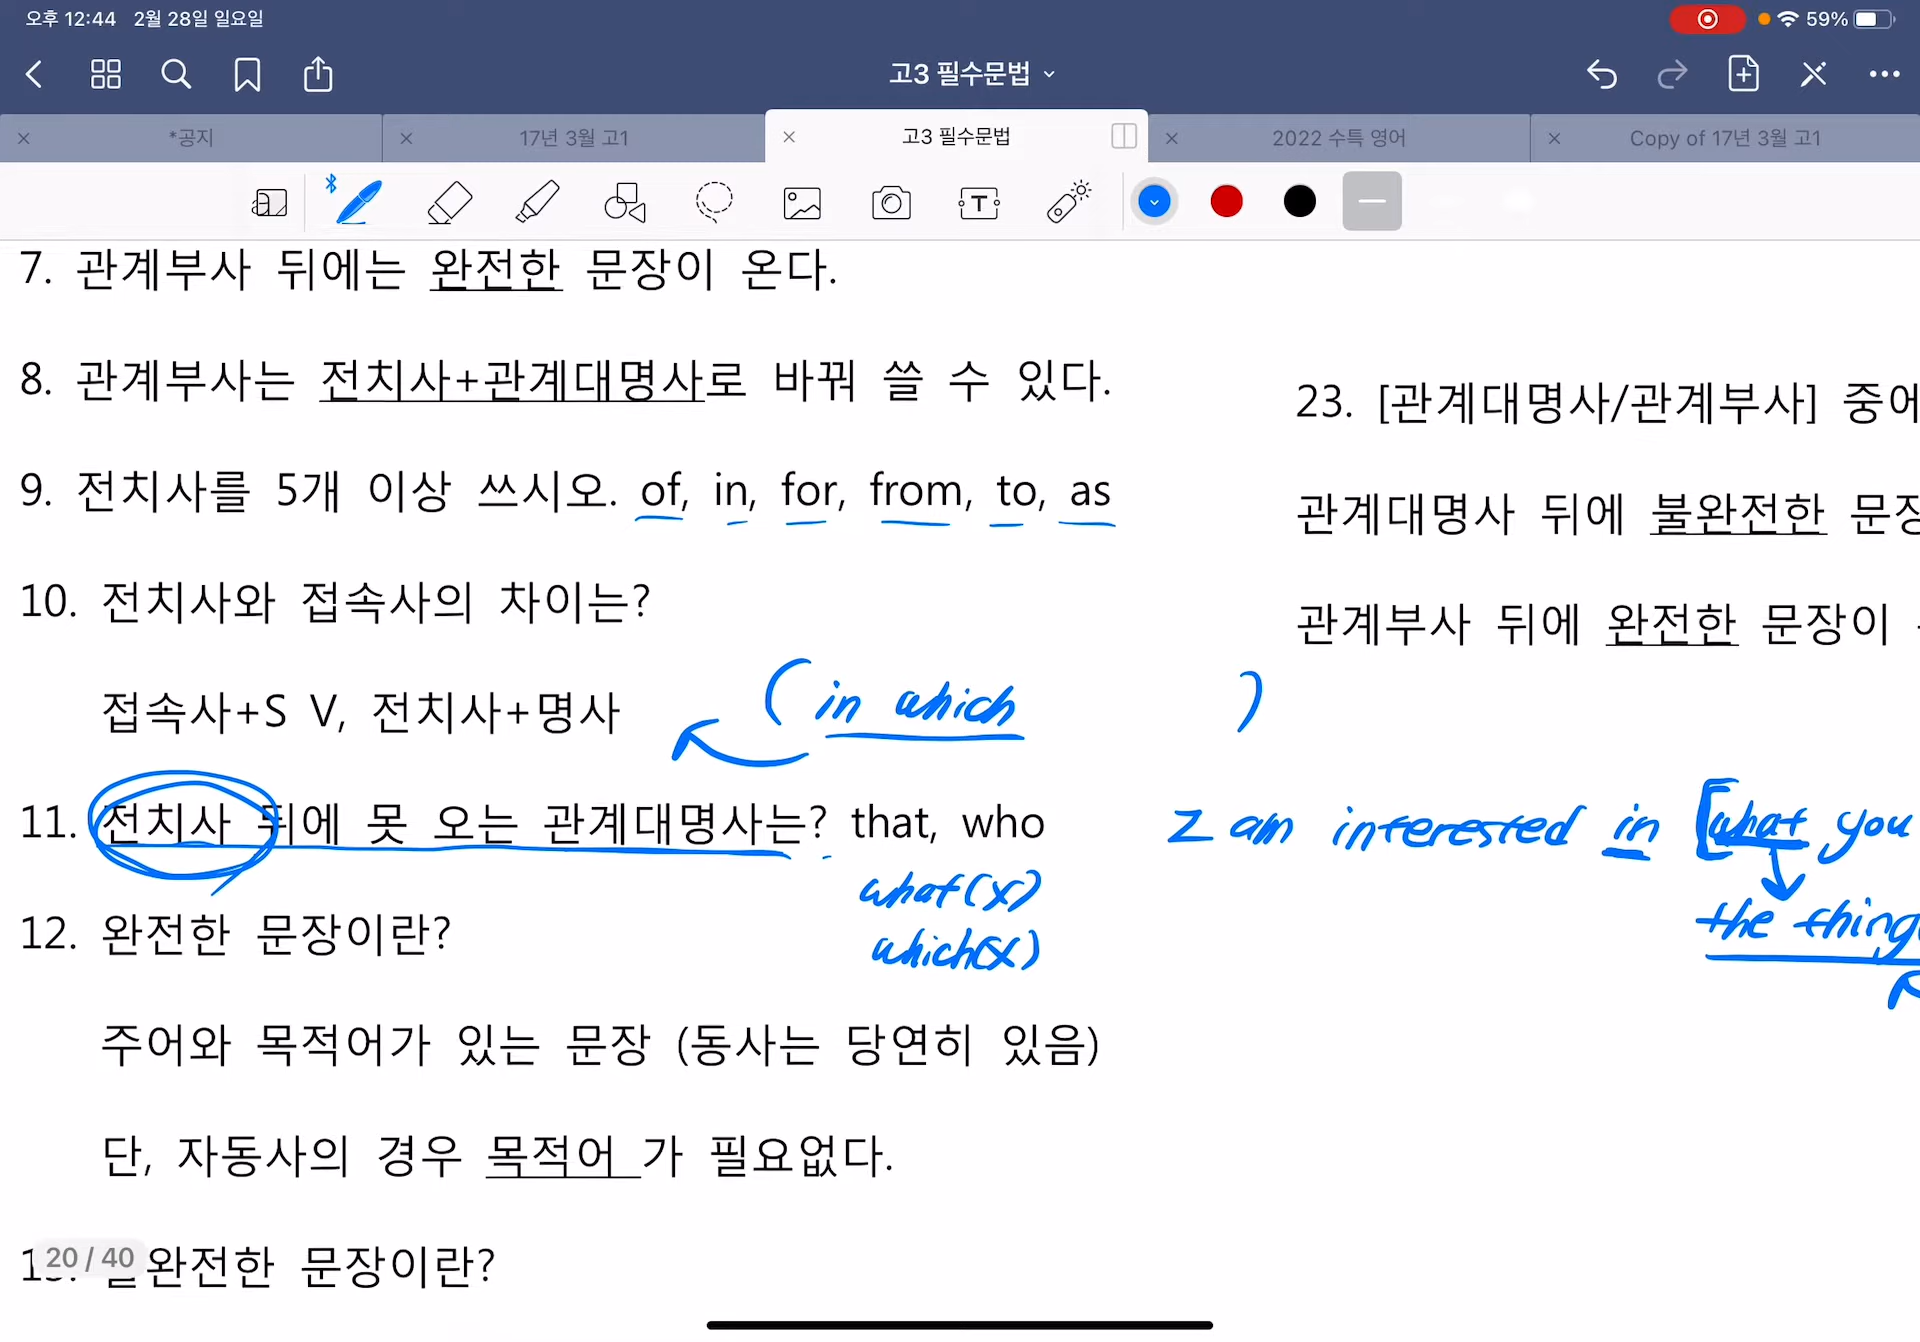 오후 12:44 2월 28일 일요일
59%
고3 필수문법
*공지
17년 3월 고1
고3 필수문법
2022 수특 영어
Copy of 17년 3월 고1
7. 관계부사 뒤에는 완전한 문장이 온다.
8. 관계부사는 전치사+관계대명사로 바꿔 쓸 수 있다.
9. 전치사를 5개 이상 쓰시오. of, in, for, from, to, as
10. 전치사와 접속사의 차이는?
접속사+S V, 전치사+명사
(in which )
11. 전치사 뒤에 못 오는 관계대명사는? that, who
what(x)
which(x)
12. 완전한 문장이란?
주어와 목적어가 있는 문장 (동사는 당연히 있음)
단, 자동사의 경우 목적어 가 필요없다.
20 / 40
완전한 문장이란?
23. [관계대명사/관계부사] 중에
관계대명사 뒤에 불완전한 문장
관계부사 뒤에 완전한 문장이
I am interested in [what you
the thing